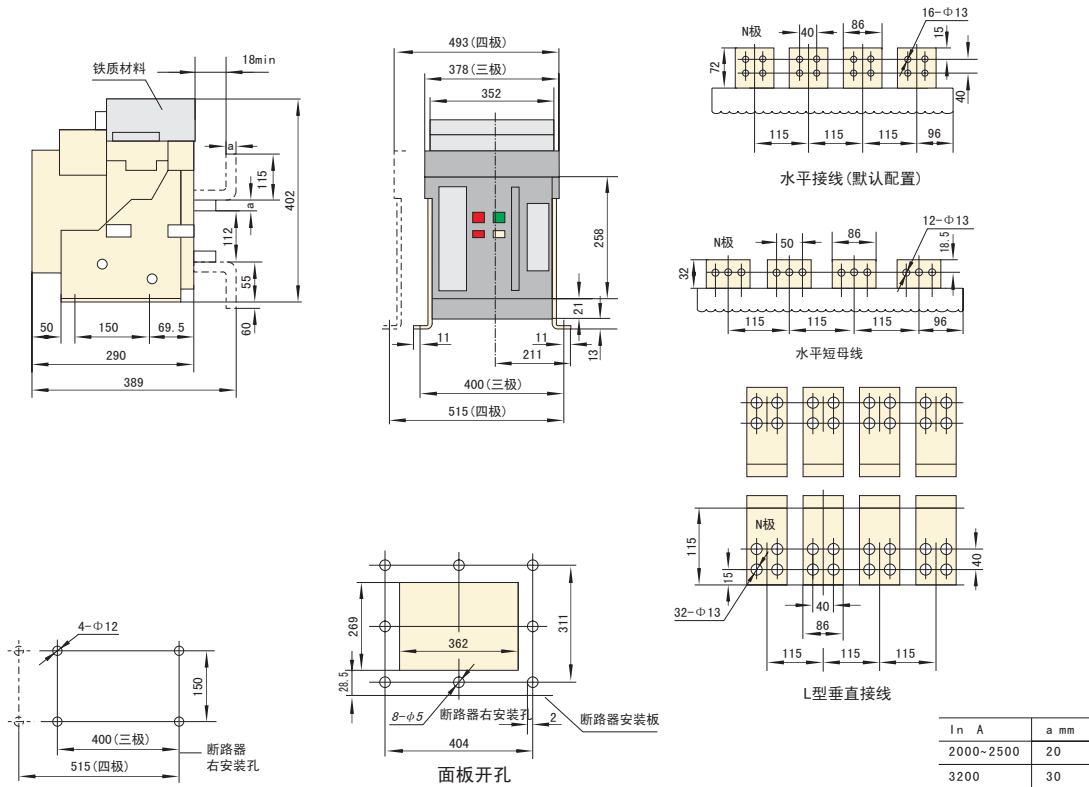 铁质材料
18min
a
115
402
a
112
55
60
50
150
69.5
290
389
493(四极)
378(三极)
352
258
21
13
11
11
211
400(三极)
515(四极)
16-Φ13
N极
40
86
15
72
40
115
115
115
96
水平接线(默认配置)
12-Φ13
N极
50
86
18.5
32
115
115
115
96
水平短母线
N极
115
15
40
32-Φ13
40
86
115
115
115
L型垂直接线
4-Φ12
150
400(三极)
515(四极)
断路器
右安装孔
269
362
311
28.5
8-φ5
断路器右安装孔
2
断路器安装板
404
面板开孔
In A
a mm
2000~2500
20
3200
30